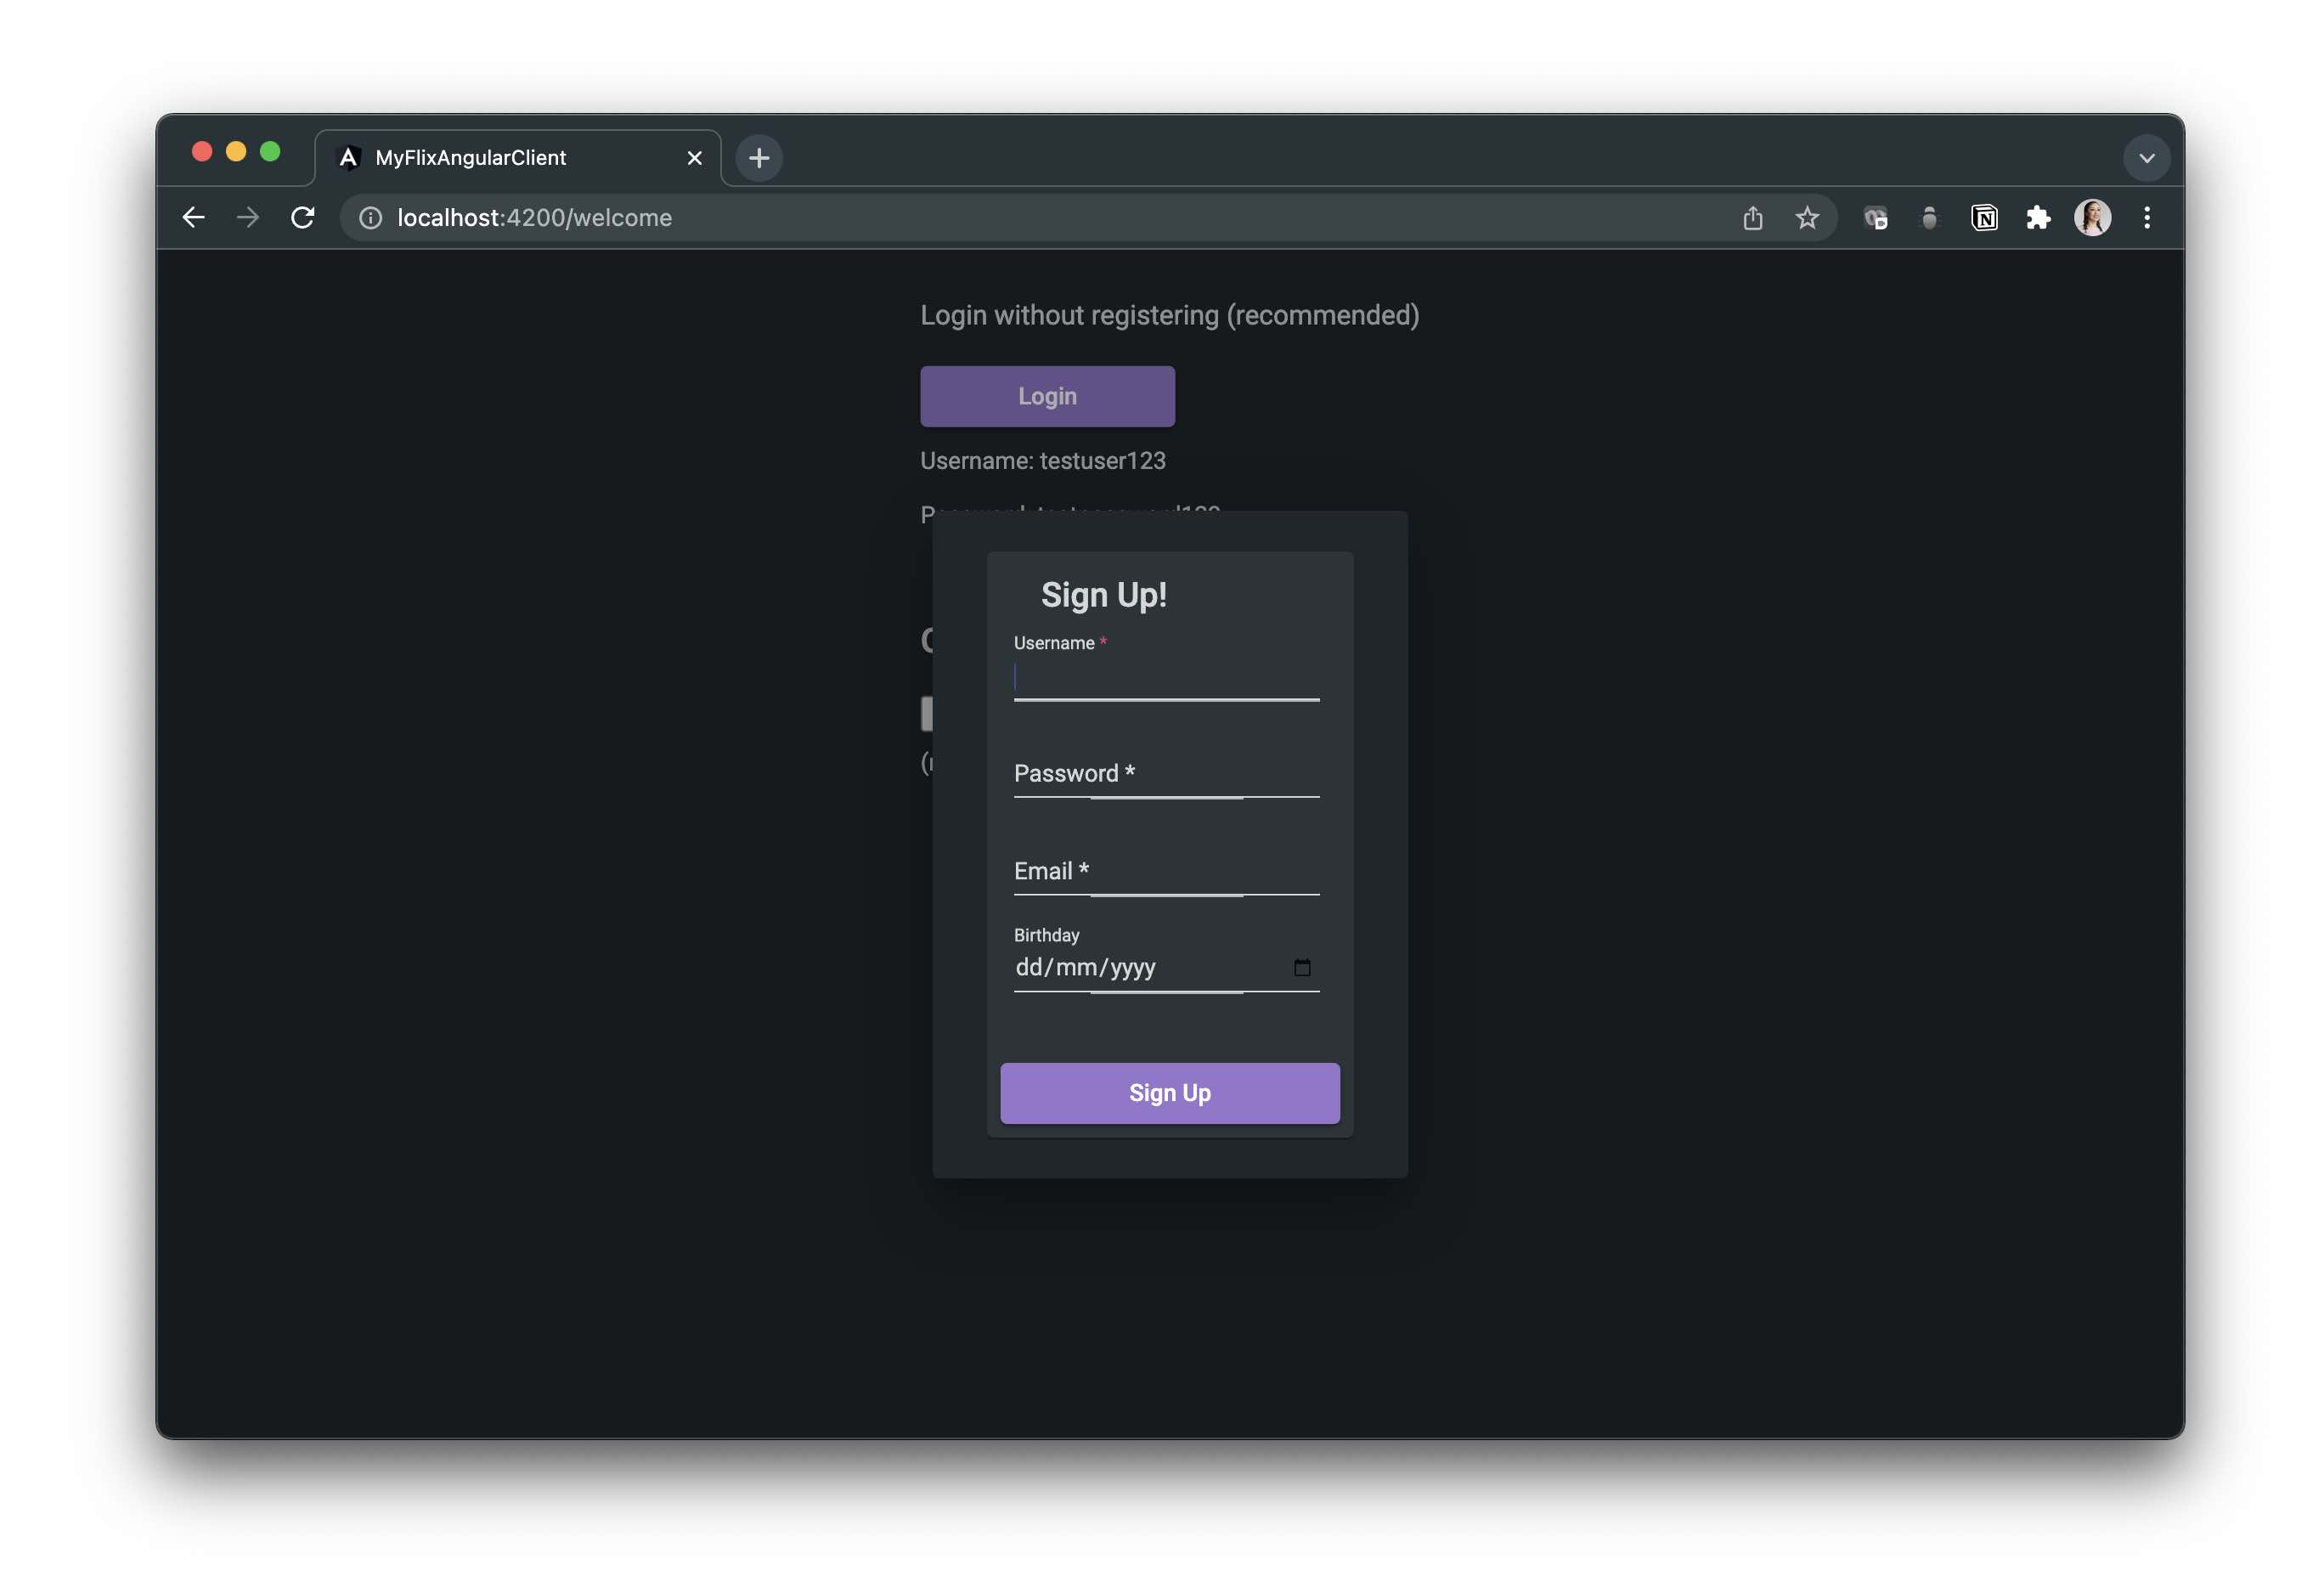 MyFlixAngularClient
localhost:4200/welcome
Login without registering (recommended)
Login
Username: testuser123
Sign Up!
Username *
Password *
Email *
Birthday
dd/mm/yyyy
Sign Up